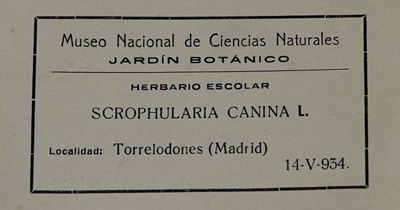 Museo Nacional de Ciencias Naturales
JARDÍN BOTÁNICO
HERBARIO ESCOLAR
SCROPHULARIA CANINA L.
Localidad: Torrelodones (Madrid)
14-V-934.